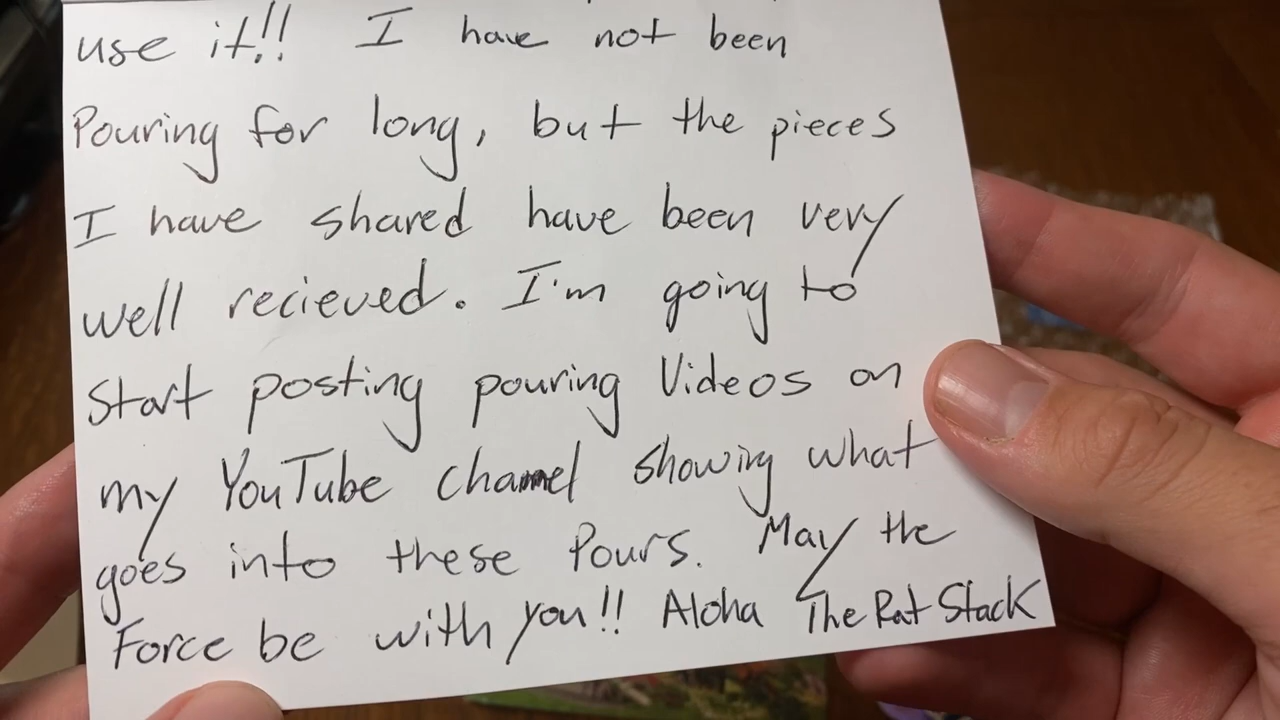 use it!! I have not been
Pouring for long, but the pieces
I have shared have been very
well recieved. I'm going to
Start posting pouring Videos on
my YouTube channel showing what
goes into these Pours. May the
Force be with you!! Aloha The Rat Stack